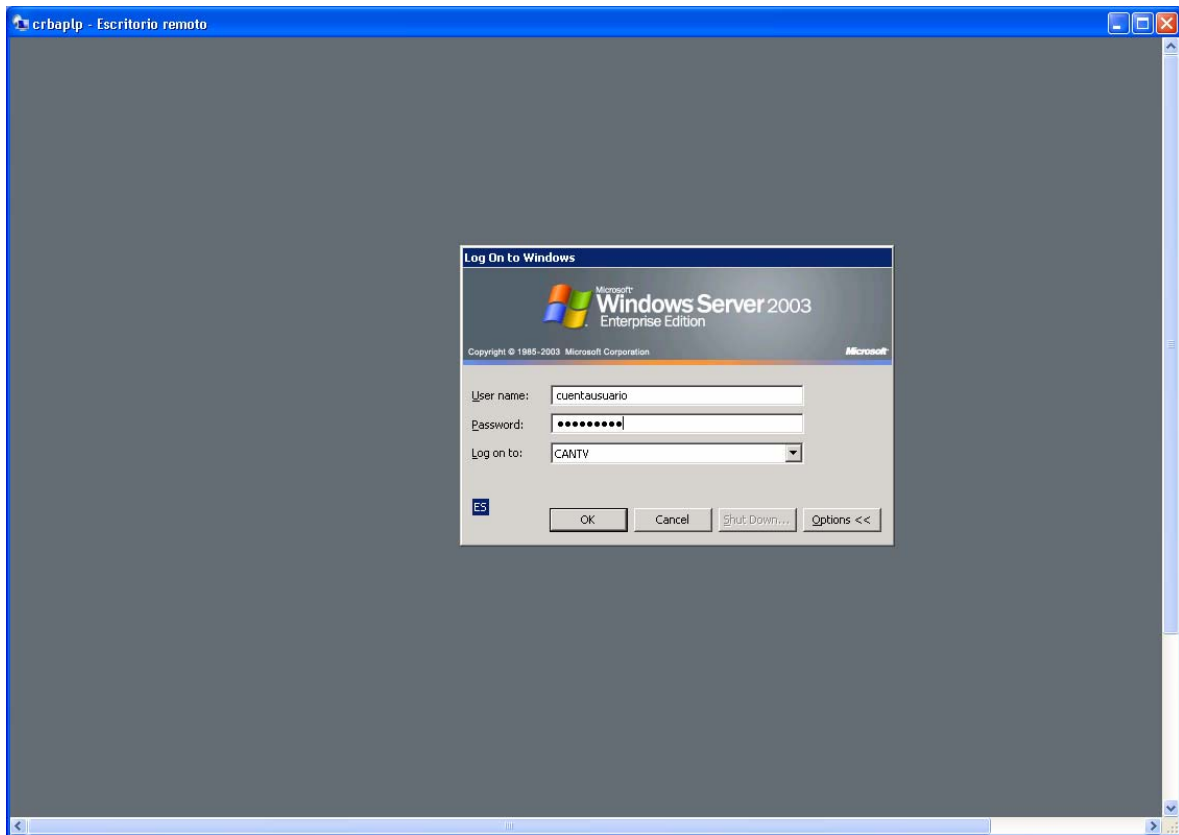 crbaplp - Escritorio remoto
Log On to Windows
Microsoft
Windows Server 2003
Enterprise Edition
Copyright © 1985-2003 Microsoft Corporation
Microsoft
User name: cuentausuario
Password: ●●●●●●●●●
Log on to: CANTV
ES
OK Cancel Shut Down... Options <<